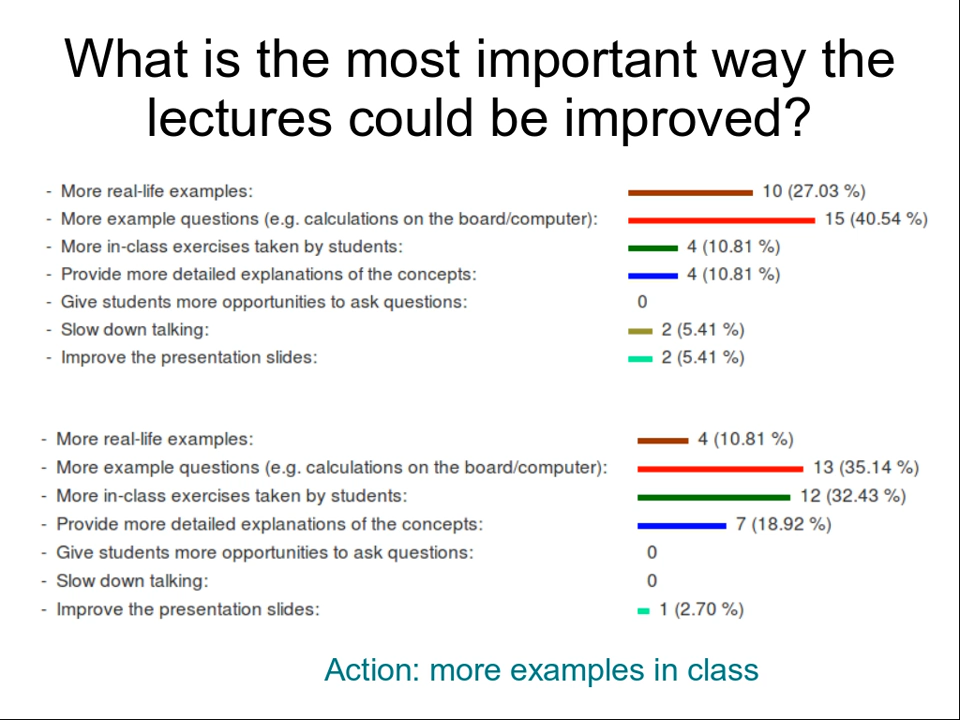 What is the most important way the
lectures could be improved?
- More real-life examples: 10 (27.03 %)
- More example questions (e.g. calculations on the board/computer): 15 (40.54 %)
- More in-class exercises taken by students: 4 (10.81 %)
- Provide more detailed explanations of the concepts: 4 (10.81 %)
- Give students more opportunities to ask questions: 0
- Slow down talking: 2 (5.41 %)
- Improve the presentation slides: 2 (5.41 %)
- More real-life examples: 4 (10.81 %)
- More example questions (e.g. calculations on the board/computer): 13 (35.14 %)
- More in-class exercises taken by students: 12 (32.43 %)
- Provide more detailed explanations of the concepts: 7 (18.92 %)
- Give students more opportunities to ask questions: 0
- Slow down talking: 0
- Improve the presentation slides: 1 (2.70 %)
Action: more examples in class